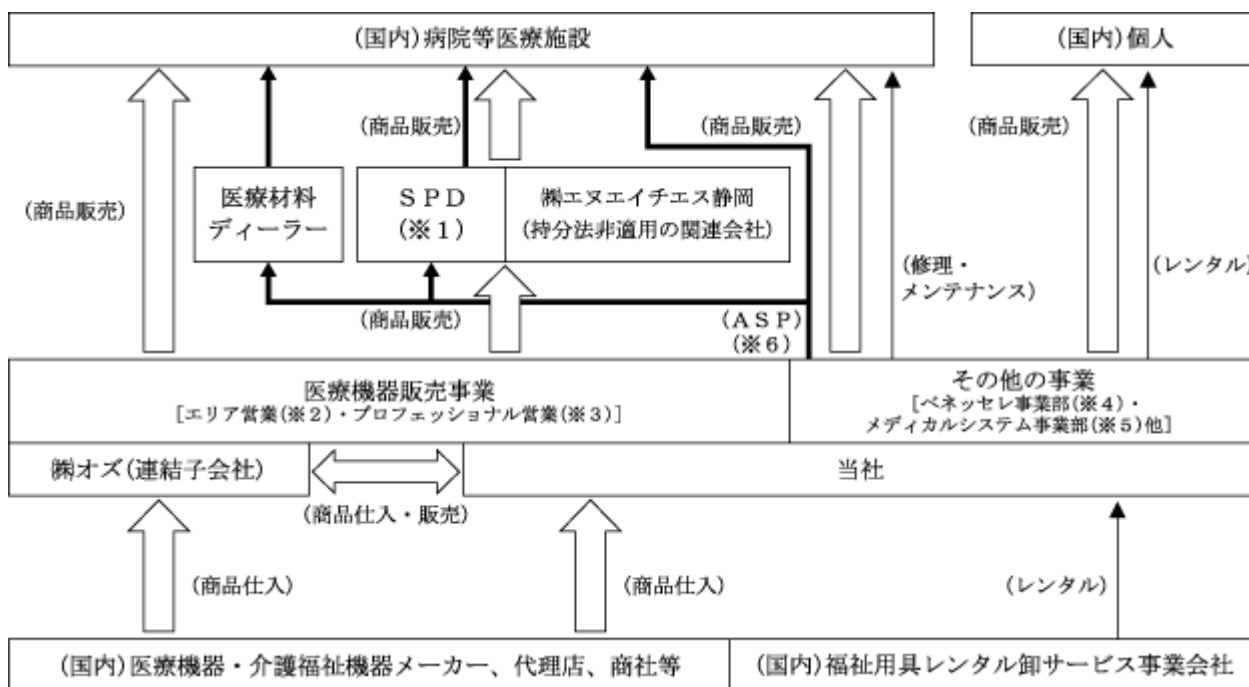 (国内)病院等医療施設
(国内)個人
(商品販売)
(商品販売)
(商品販売)
(商品販売)
医療材料
ディーラー
ＳＰＤ
(※１)
㈱エヌエイチエス静岡
(持分法非適用の関連会社)
(修理・
メンテナンス)
(レンタル)
(商品販売)
(ＡＳＰ)
(※６)
医療機器販売事業
[エリア営業(※２)・プロフェッショナル営業(※３)]
その他の事業
[ベネッセレ事業部(※４)・
メディカルシステム事業部(※５)他]
㈱オズ(連結子会社)
当社
(商品仕入・販売)
(商品仕入)
(商品仕入)
(レンタル)
(国内)医療機器・介護福祉機器メーカー、代理店、商社等
(国内)福祉用具レンタル卸サービス事業会社